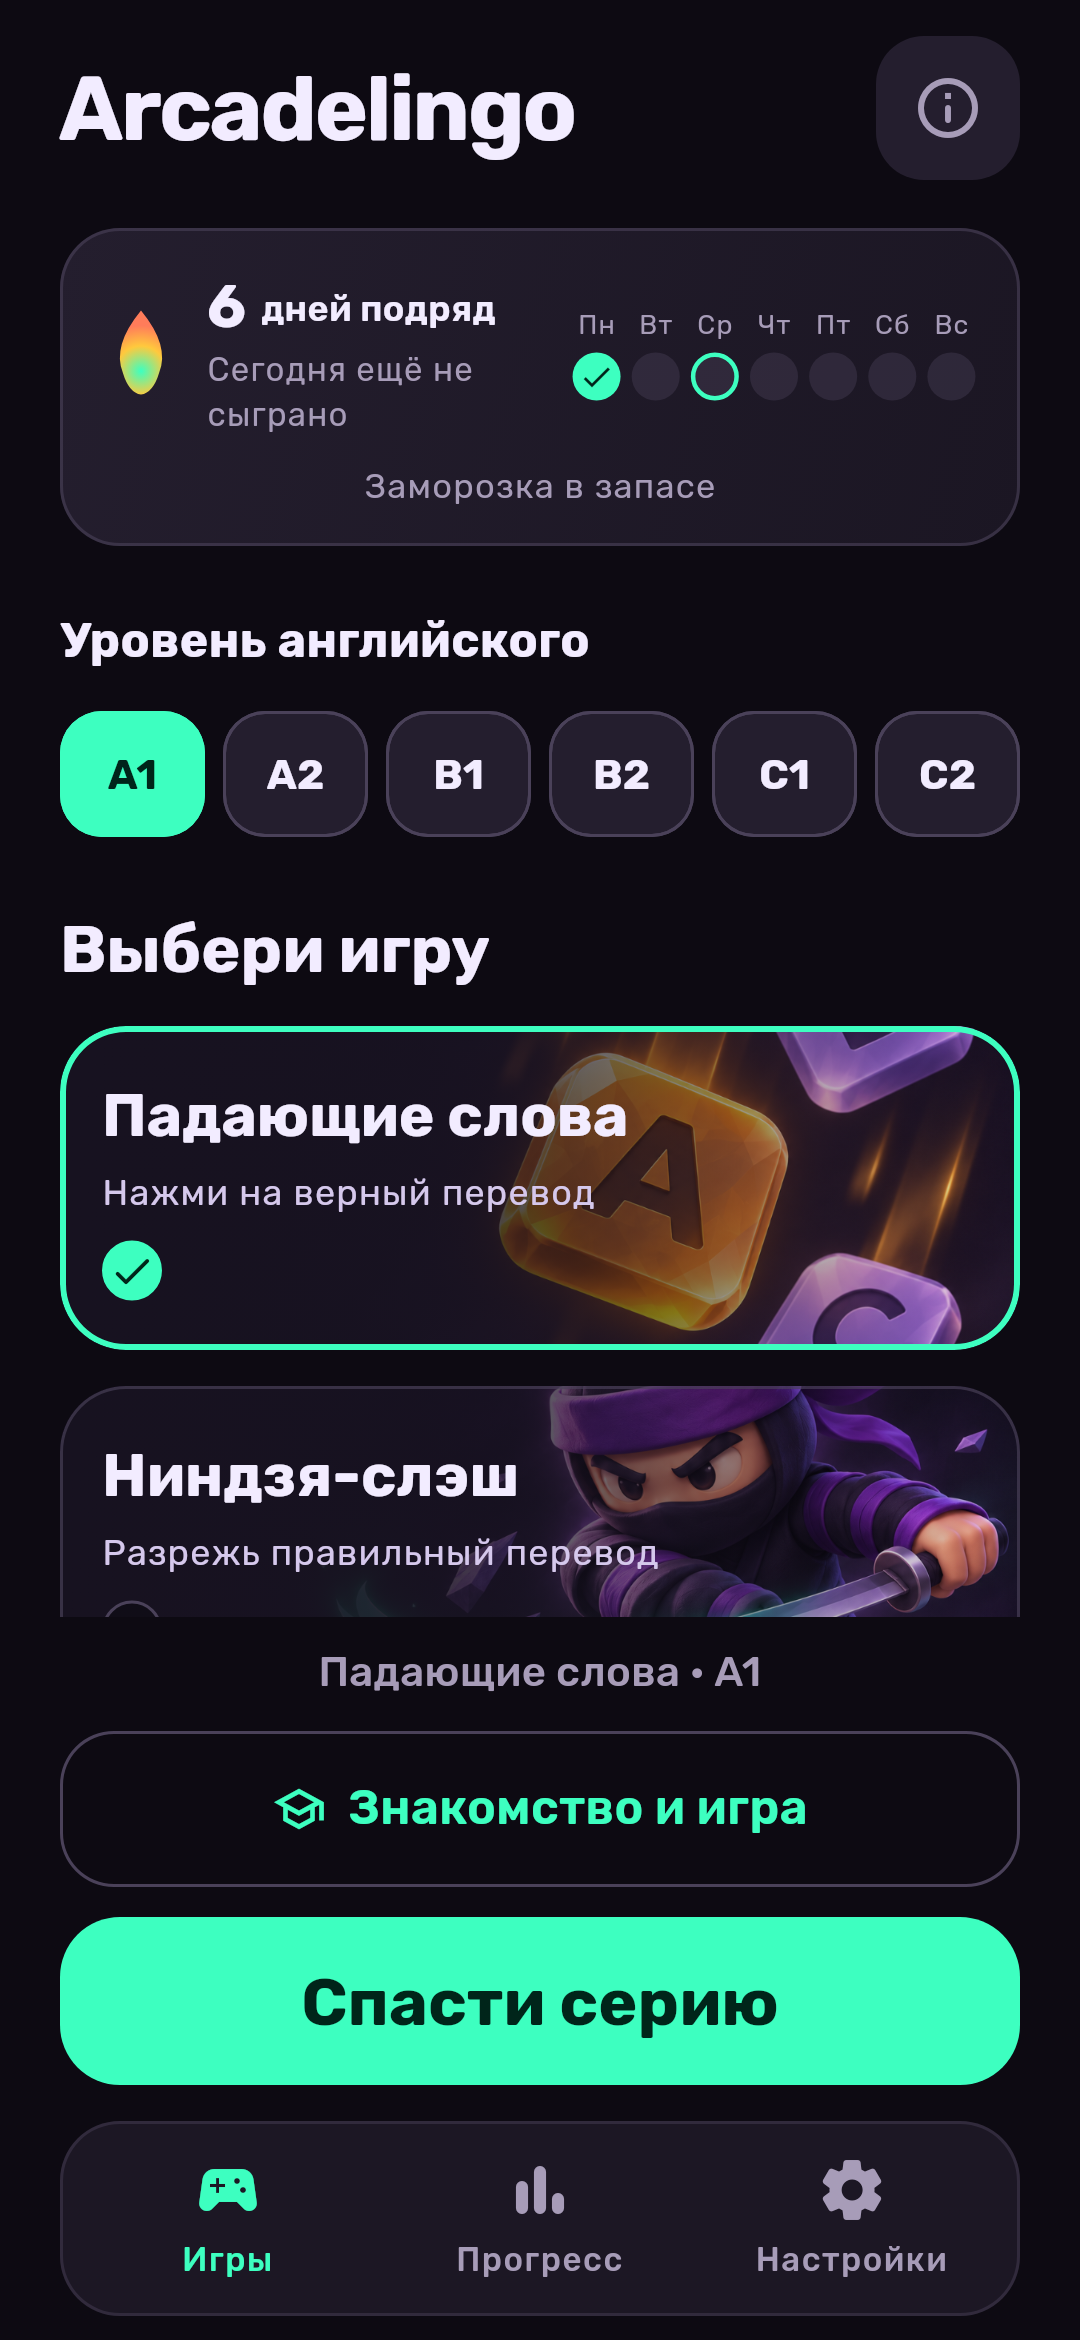 Arcadelingo
6 дней подряд
Сегодня ещё не
сыграно
Пн Вт Ср Чт Пт Сб Вс
Заморозка в запасе
Уровень английского
A1 A2 B1 B2 C1 C2
Выбери игру
Падающие слова
Нажми на верный перевод
A
C
Ниндзя-слэш
Разрежь правильный перевод
Падающие слова • A1
Знакомство и игра
Спасти серию
Игры Прогресс Настройки